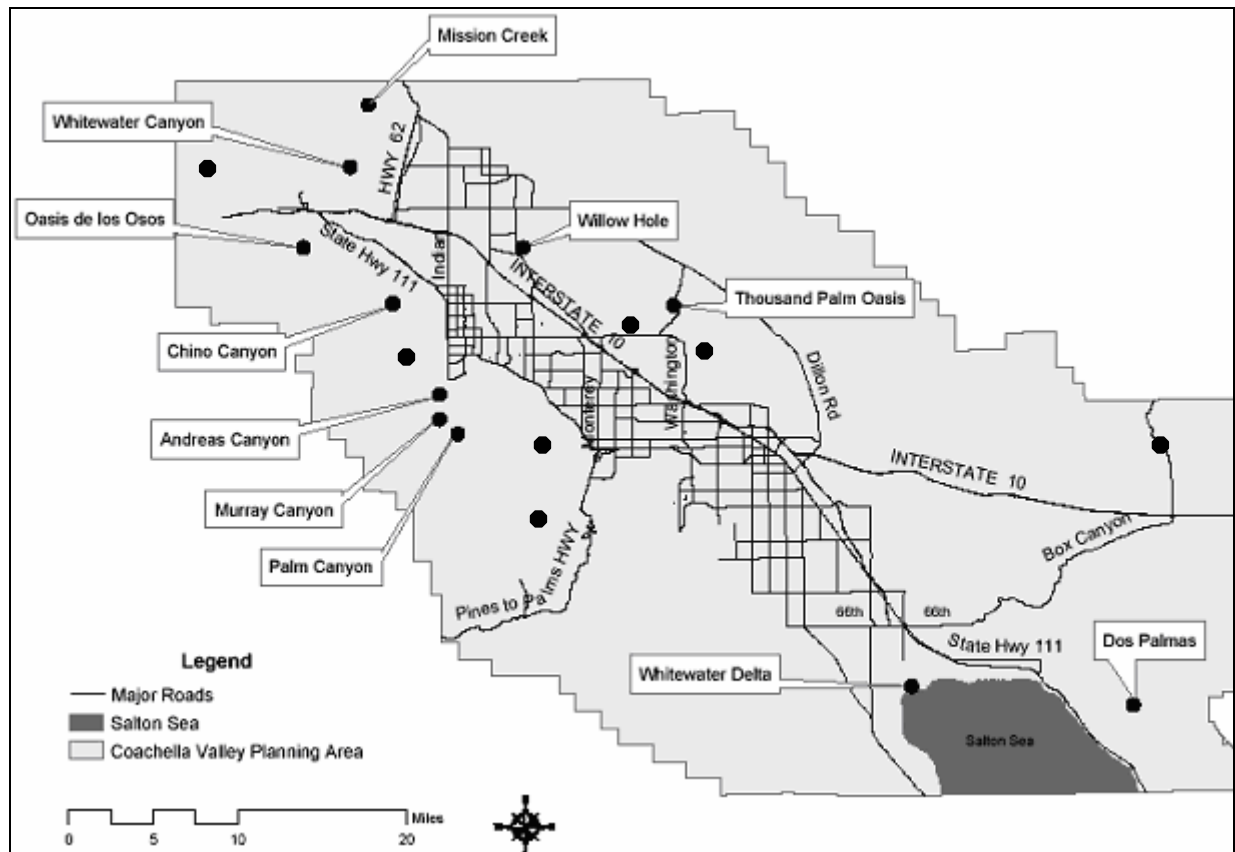 Mission Creek
Whitewater Canyon
HWY 62
Oasis de los Osos
Willow Hole
State Hwy 111
Indian
INTERSTATE 10
Thousand Palm Oasis
Chino Canyon
Washington
Dillon Rd
Monterey
Andreas Canyon
INTERSTATE 10
Murray Canyon
Box Canyon
Palm Canyon
Pines to Palms HWY
66th
66th
State Hwy 111
Dos Palmas
Whitewater Delta
Salton Sea
Legend
Major Roads
Salton Sea
Coachella Valley Planning Area
Miles
0 5 10 20